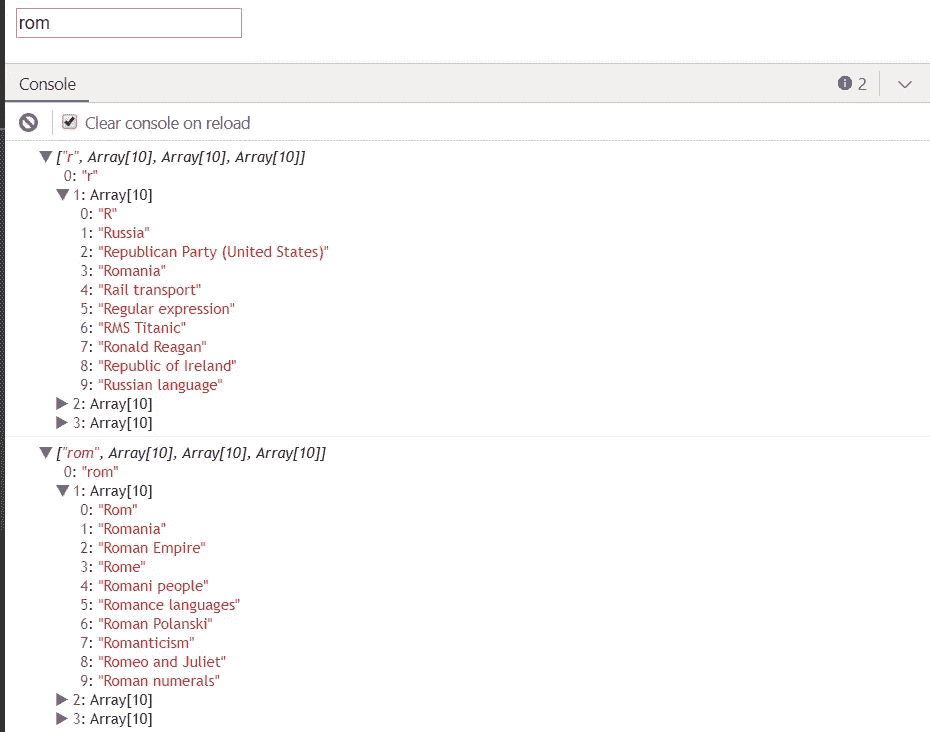 rom
Console
2
Clear console on reload
["r", Array[10], Array[10], Array[10]]
0: "r"
1: Array[10]
0: "R"
1: "Russia"
2: "Republican Party (United States)"
3: "Romania"
4: "Rail transport"
5: "Regular expression"
6: "RMS Titanic"
7: "Ronald Reagan"
8: "Republic of Ireland"
9: "Russian language"
2: Array[10]
3: Array[10]
["rom", Array[10], Array[10], Array[10]]
0: "rom"
1: Array[10]
0: "Rom"
1: "Romania"
2: "Roman Empire"
3: "Rome"
4: "Romani people"
5: "Romance languages"
6: "Roman Polanski"
7: "Romanticism"
8: "Romeo and Juliet"
9: "Roman numerals"
2: Array[10]
3: Array[10]